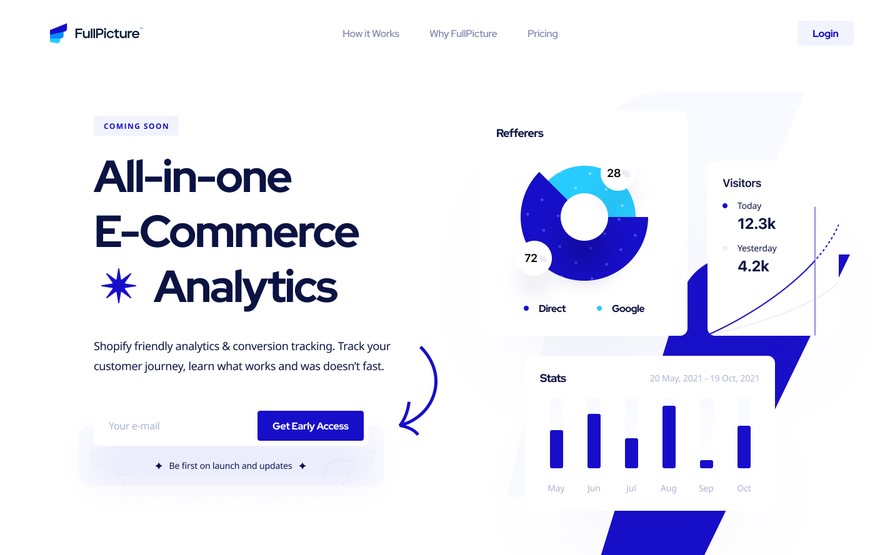 FullPicture™
How it Works
Why FullPicture
Pricing
Login
COMING SOON
All-in-one
E-Commerce
Analytics
Shopify friendly analytics & conversion tracking. Track your
customer journey, learn what works and was doesn’t fast.
Your e-mail
Get Early Access
Be first on launch and updates
Refferers
28
72
Direct
Google
Visitors
Today
12.3k
Yesterday
4.2k
Stats
20 May, 2021 - 19 Oct, 2021
May
Jun
Jul
Aug
Sep
Oct